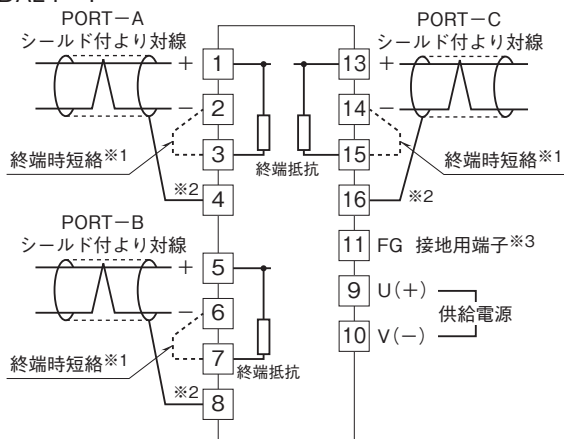 PORT−A
シールド付より対線
+
−
終端時短絡※1
※2
1
2
3
4
終端抵抗
PORT−B
シールド付より対線
+
−
終端時短絡※1
※2
5
6
7
8
終端抵抗
PORT−C
シールド付より対線
13
14
15
16
+
−
終端時短絡※1
※2
11 FG 接地用端子※3
9 U(+)
10 V(−)
供給電源